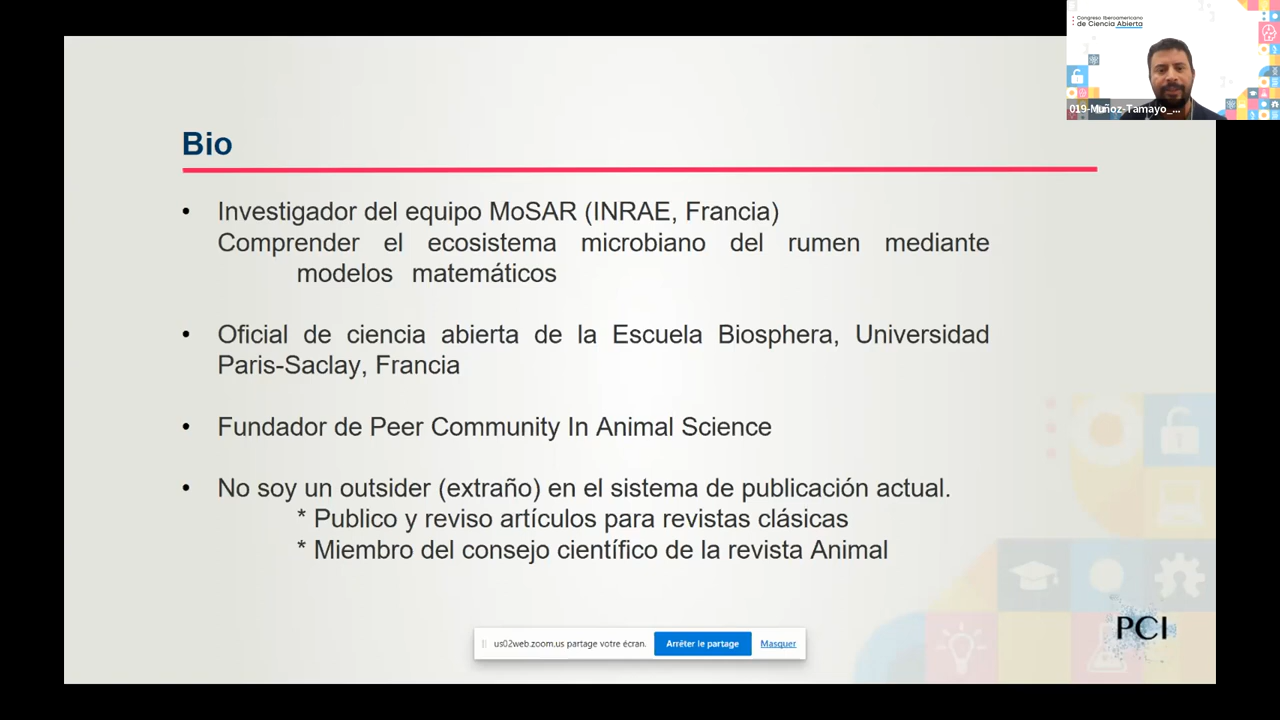 Congreso Iberoamericano
de Ciencia Abierta
019-Muñoz-Tamayo_...
Bio
• Investigador del equipo MoSAR (INRAE, Francia)
Comprender el ecosistema microbiano del rumen mediante
modelos matemáticos
• Oficial de ciencia abierta de la Escuela Biosphera, Universidad
Paris-Saclay, Francia
• Fundador de Peer Community In Animal Science
• No soy un outsider (extraño) en el sistema de publicación actual.
* Publico y reviso artículos para revistas clásicas
* Miembro del consejo científico de la revista Animal
PCI
us02web.zoom.us partage votre écran. Arrêter le partage Masquer